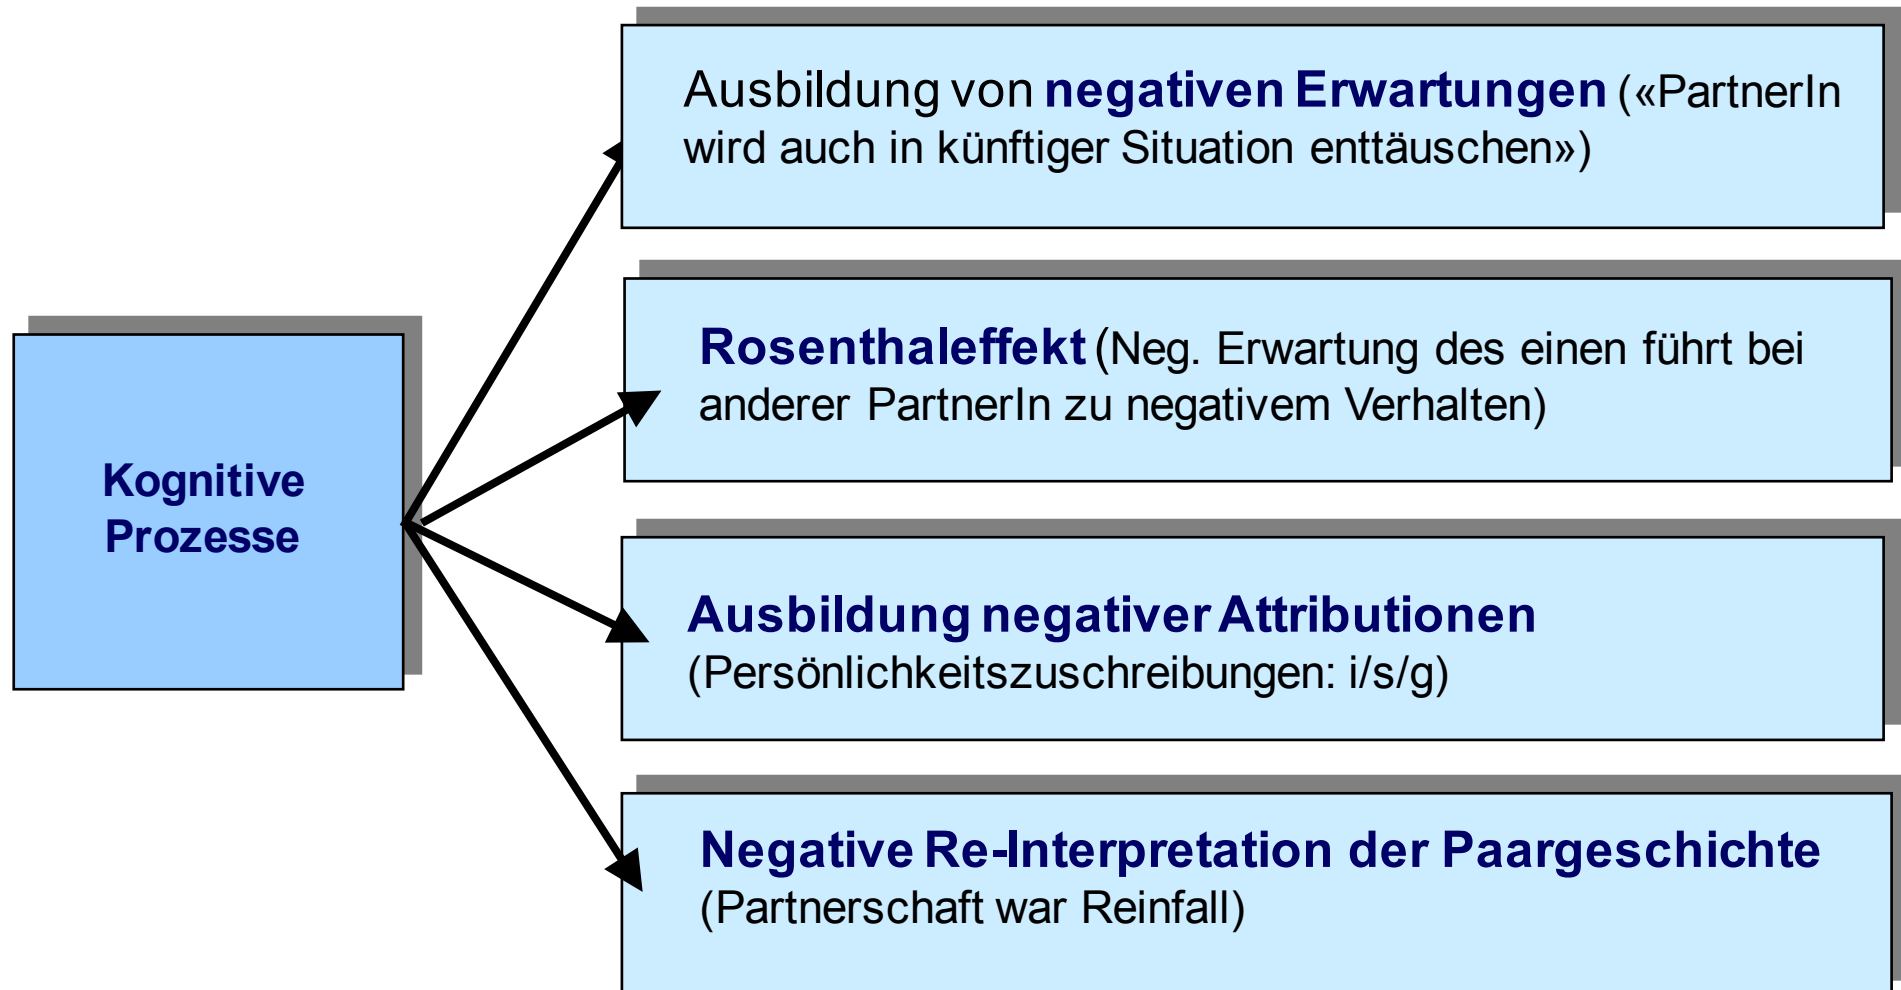 Ausbildung von negativen Erwartungen («PartnerIn
wird auch in künftiger Situation enttäuschen»)
Rosenthaleffekt (Neg. Erwartung des einen führt bei
anderer PartnerIn zu negativem Verhalten)
Kognitive
Prozesse
Ausbildung negativer Attributionen
(Persönlichkeitszuschreibungen: i/s/g)
Negative Re-Interpretation der Paargeschichte
(Partnerschaft war Reinfall)